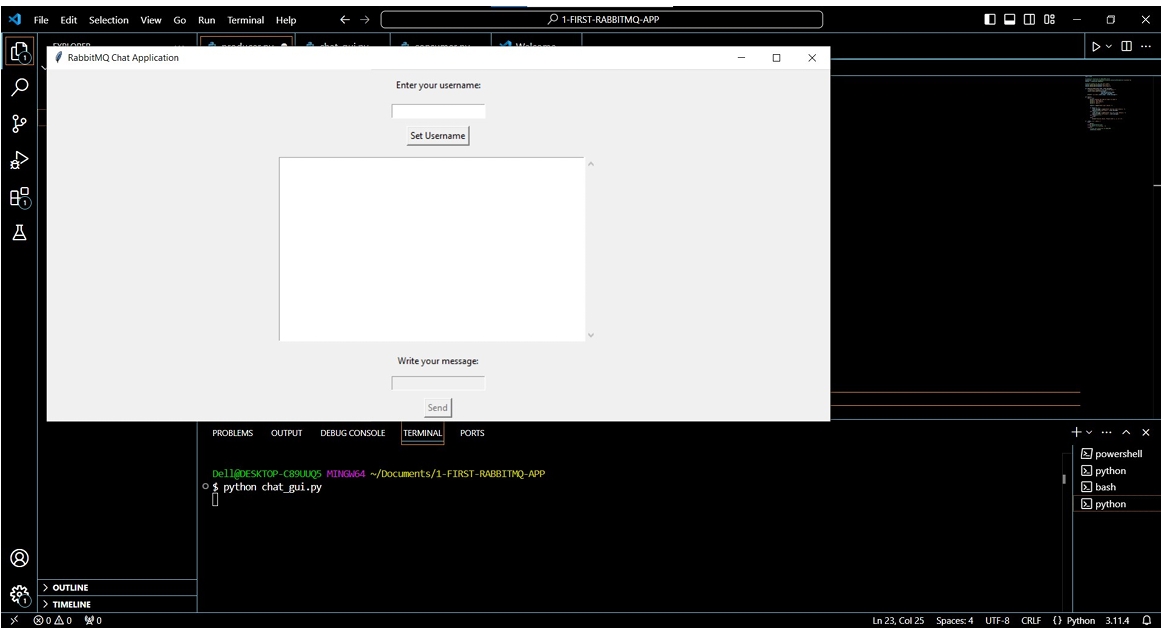 File Edit Selection View Go Run Terminal Help
1-FIRST-RABBITMQ-APP
RabbitMQ Chat Application
Enter your username:
Set Username
Write your message:
Send
PROBLEMS OUTPUT DEBUG CONSOLE TERMINAL PORTS
Dell@DESKTOP-C89UUQ5 MINGW64 ~/Documents/1-FIRST-RABBITMQ-APP
$ python chat_gui.py
powershell
python
bash
python
1
1
1
OUTLINE
TIMELINE
0 0 0
Ln 23, Col 25 Spaces: 4 UTF-8 CRLF {} Python 3.11.4